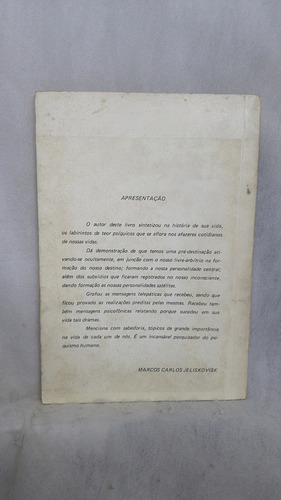 APRESENTAÇÃO
O autor deste livro sintetizou na história de sua vida,
os labirintos de teor psíquicos que se aflora nos afazeres cotidianos
de nossas vidas.
Dá demonstração de que temos uma pré-destinação ati-
vando-se ocultamente, em junção com o nosso livre-arbítrio na for-
mação do nosso destino; formando a nossa personalidade central;
além dos subsídios que ficaram registrados no nosso inconsciente,
dando formação as nossas personalidades satélites.
Grafiou as mensagens telepáticas que recebeu, sendo que
ficou provado as realizações preditas pelas mesmas. Recebeu tam-
bém mensagens psicofônicas relatando porque sucedeu em sua
vida tais dramas.
Menciona com sabedoria, tópicos de grande importância
na vida de cada um de nós. É um incansável pesquisador do psi-
quismo humano.
MARCOS CARLOS JELISKOVISK